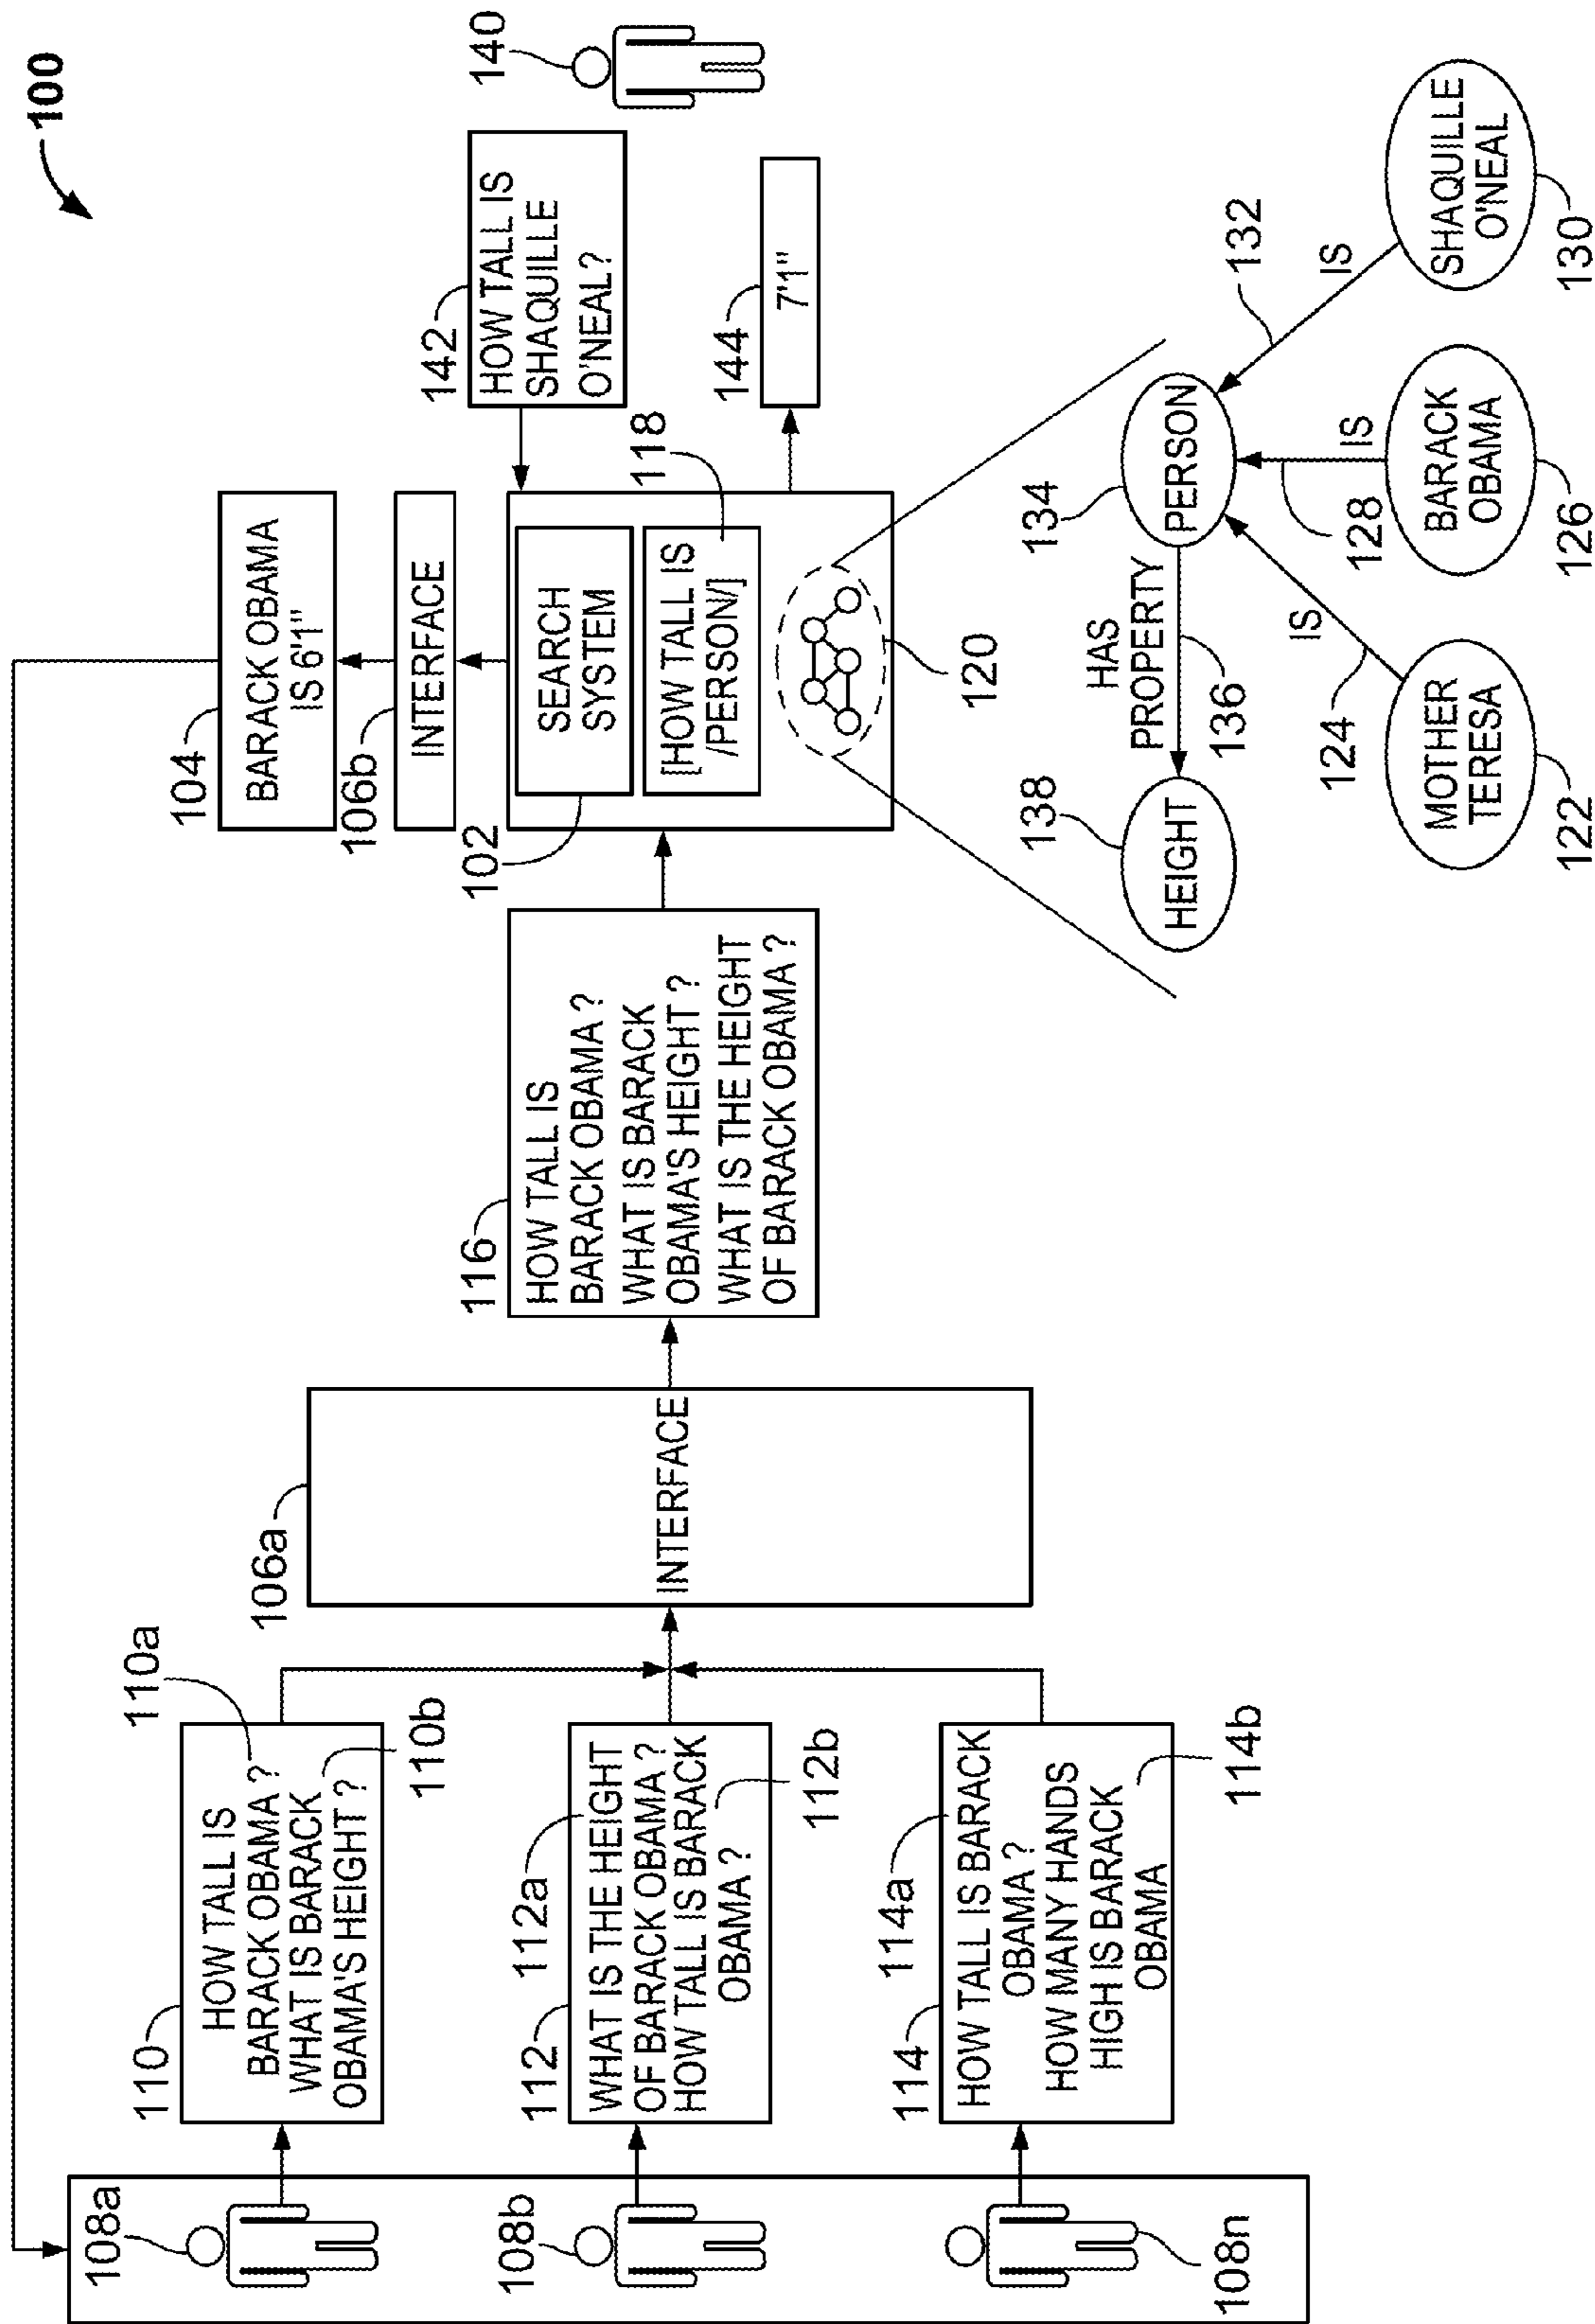 100
108a
108b
108n
110
110a
HOW TALL IS
BARACK OBAMA ?
WHAT IS BARACK
OBAMA'S HEIGHT ?
110b
112
112a
WHAT IS THE HEIGHT
OF BARACK OBAMA ?
HOW TALL IS BARACK
OBAMA ?
112b
114
114a
HOW TALL IS BARACK
OBAMA ?
HOW MANY HANDS
HIGH IS BARACK
OBAMA
114b
106a
INTERFACE
116
HOW TALL IS
BARACK OBAMA ?
WHAT IS BARACK
OBAMA'S HEIGHT ?
WHAT IS THE HEIGHT
OF BARACK OBAMA ?
104
BARACK OBAMA
IS 6'1"
106b
INTERFACE
102
SEARCH
SYSTEM
118
[HOW TALL IS
/PERSON/]
120
142
HOW TALL IS
SHAQUILLE
O'NEAL?
140
144
7'1"
138
HEIGHT
HAS
PROPERTY
136
134
PERSON
132
IS
124
IS
128
IS
MOTHER
TERESA
122
BARACK
OBAMA
126
SHAQUILLE
O'NEAL
130